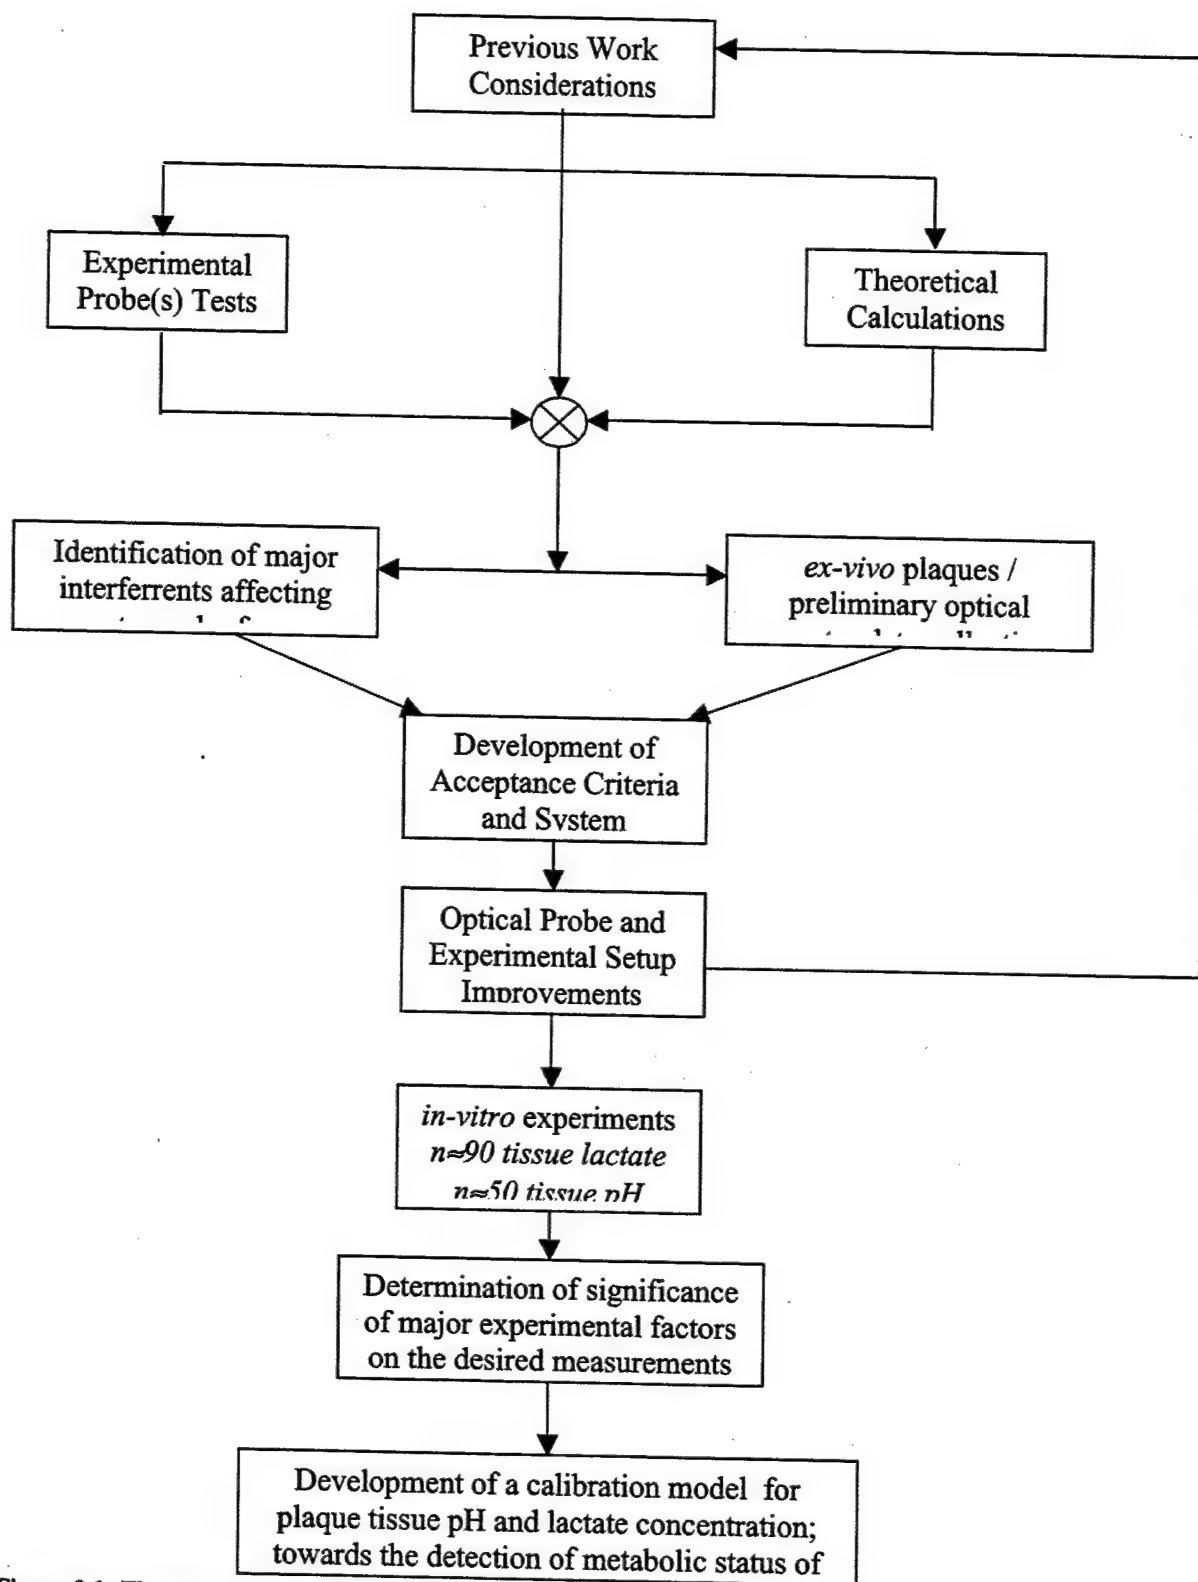 Previous Work
Considerations
Experimental
Probe(s) Tests
Theoretical
Calculations
Identification of major
interferrents affecting
ex-vivo plaques /
preliminary optical
Development of
Acceptance Criteria
and System
Optical Probe and
Experimental Setup
Improvements
in-vitro experiments
n≈90 tissue lactate
n≈50 tissue pH
Determination of significance
of major experimental factors
on the desired measurements
Development of a calibration model for
plaque tissue pH and lactate concentration;
towards the detection of metabolic status of